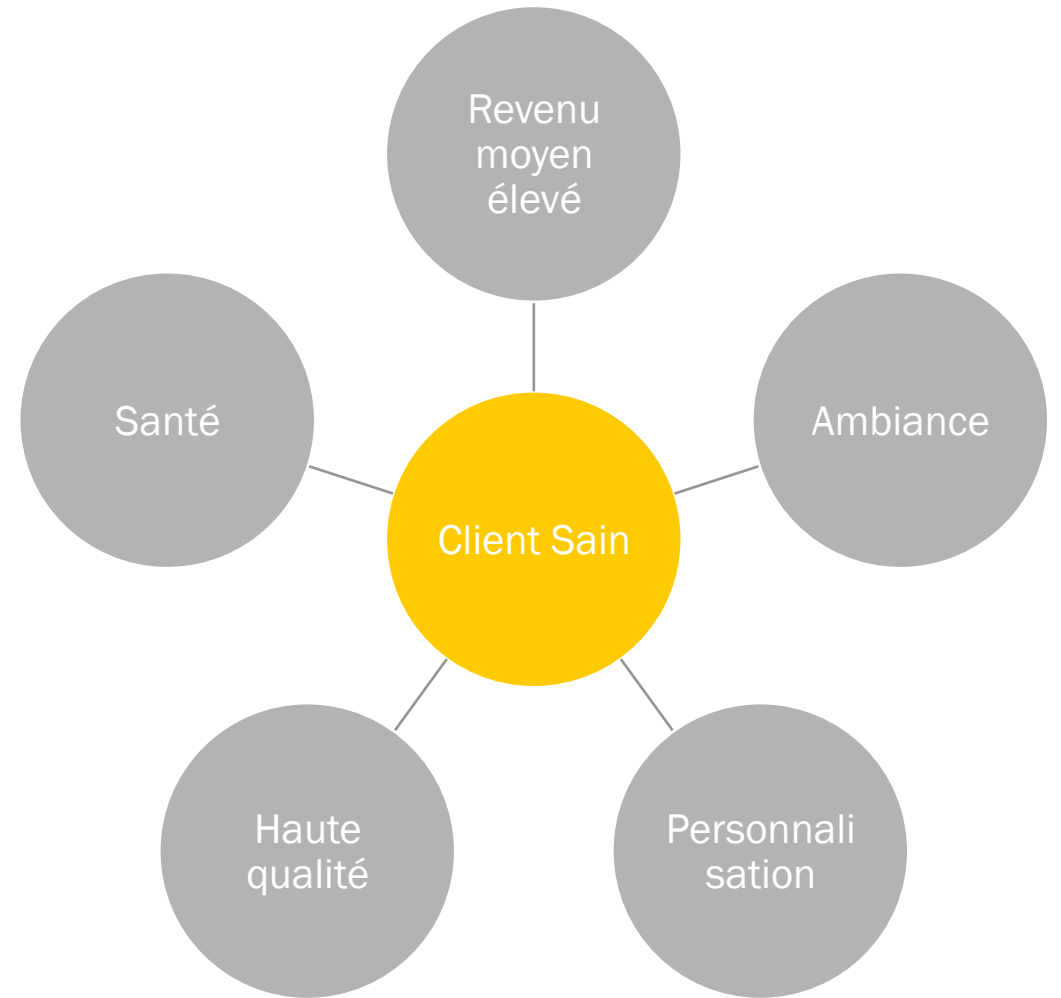 Revenu
moyen
élevé
Santé
Ambiance
Client Sain
Haute
qualité
Personnali
sation